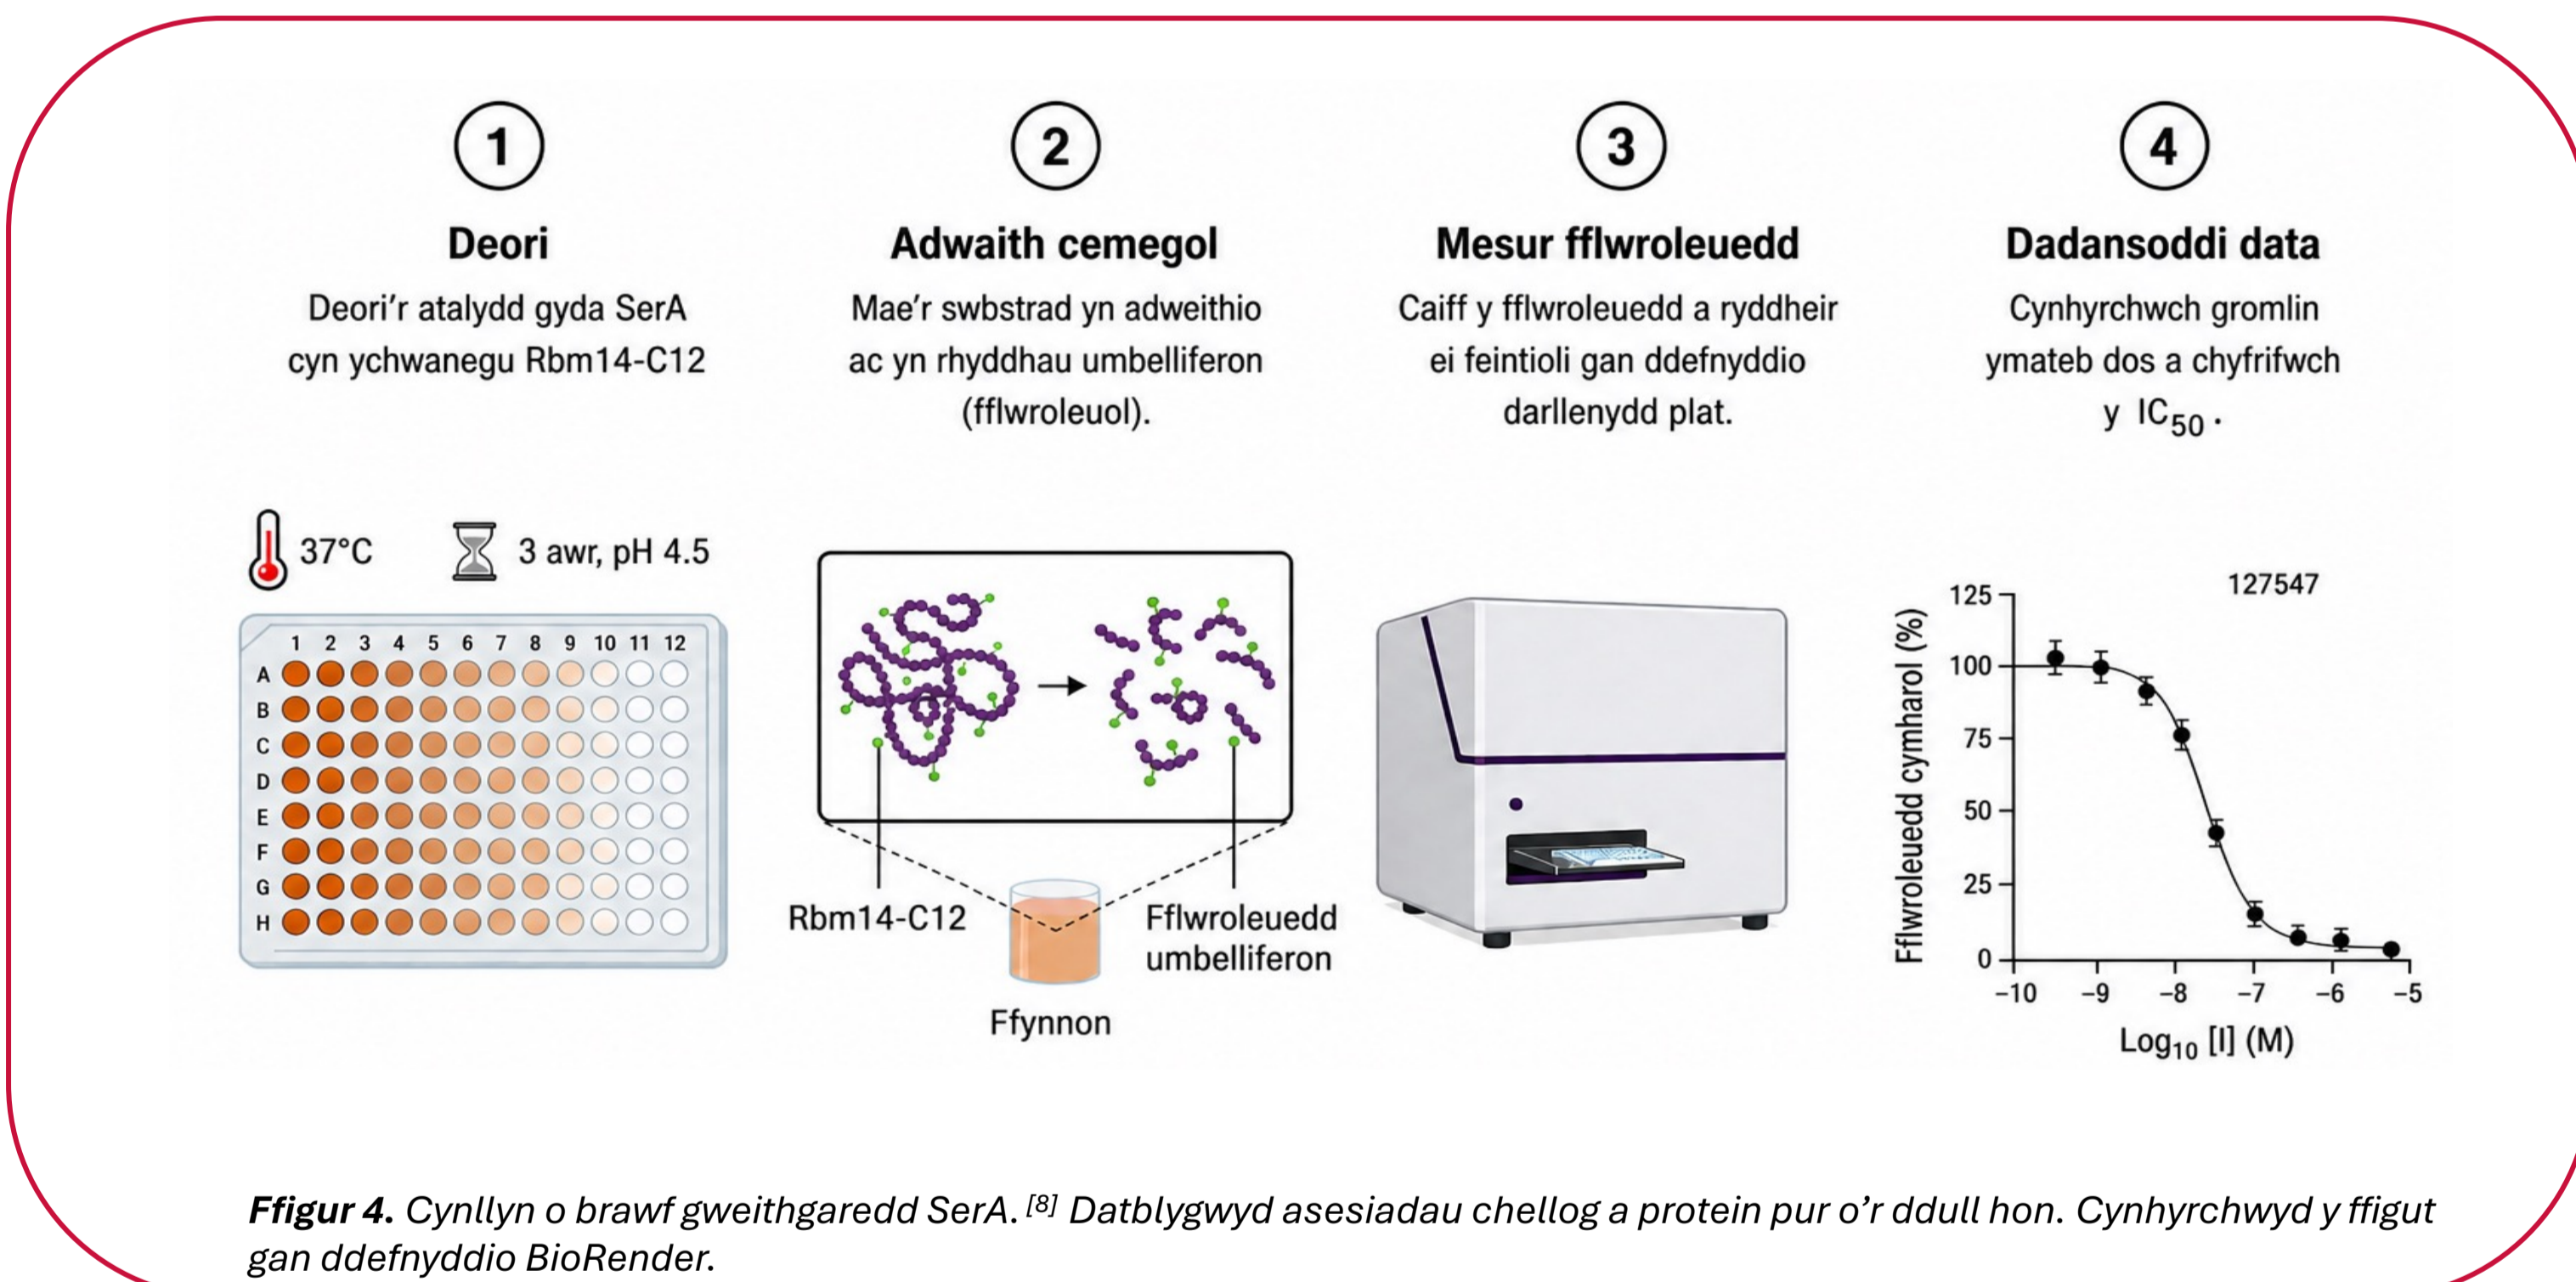 1
Deori
Deori’r atalydd gyda SerA
cyn ychwanegu Rbm14-C12
37°C
3 awr, pH 4.5
1 2 3 4 5 6 7 8 9 10 11 12
A
B
C
D
E
F
G
H
2
Adwaith cemegol
Mae’r swbstrad yn adweithio
ac yn rhyddhau umbelliferon
(fflwroleuol).
Rbm14-C12
Fflwroleuedd
umbelliferon
Ffynnon
3
Mesur fflwroleuedd
Caiff y fflwroleuedd a ryddheir
ei feintioli gan ddefnyddio
darllenydd plat.
4
Dadansoddi data
Cynhyrchwch gromlin
ymateb dos a chyfrifwch
y IC50 .
127547
Fflwroleuedd cymharol (%)
125
100
75
50
25
0
−10 −9 −8 −7 −6 −5
Log10 [I] (M)
Ffigur 4. Cynllyn o brawf gweithgaredd SerA. [8] Datblygwyd asesiadau chellog a protein pur o’r ddull hon. Cynhyrchwyd y ffigut
gan ddefnyddio BioRender.